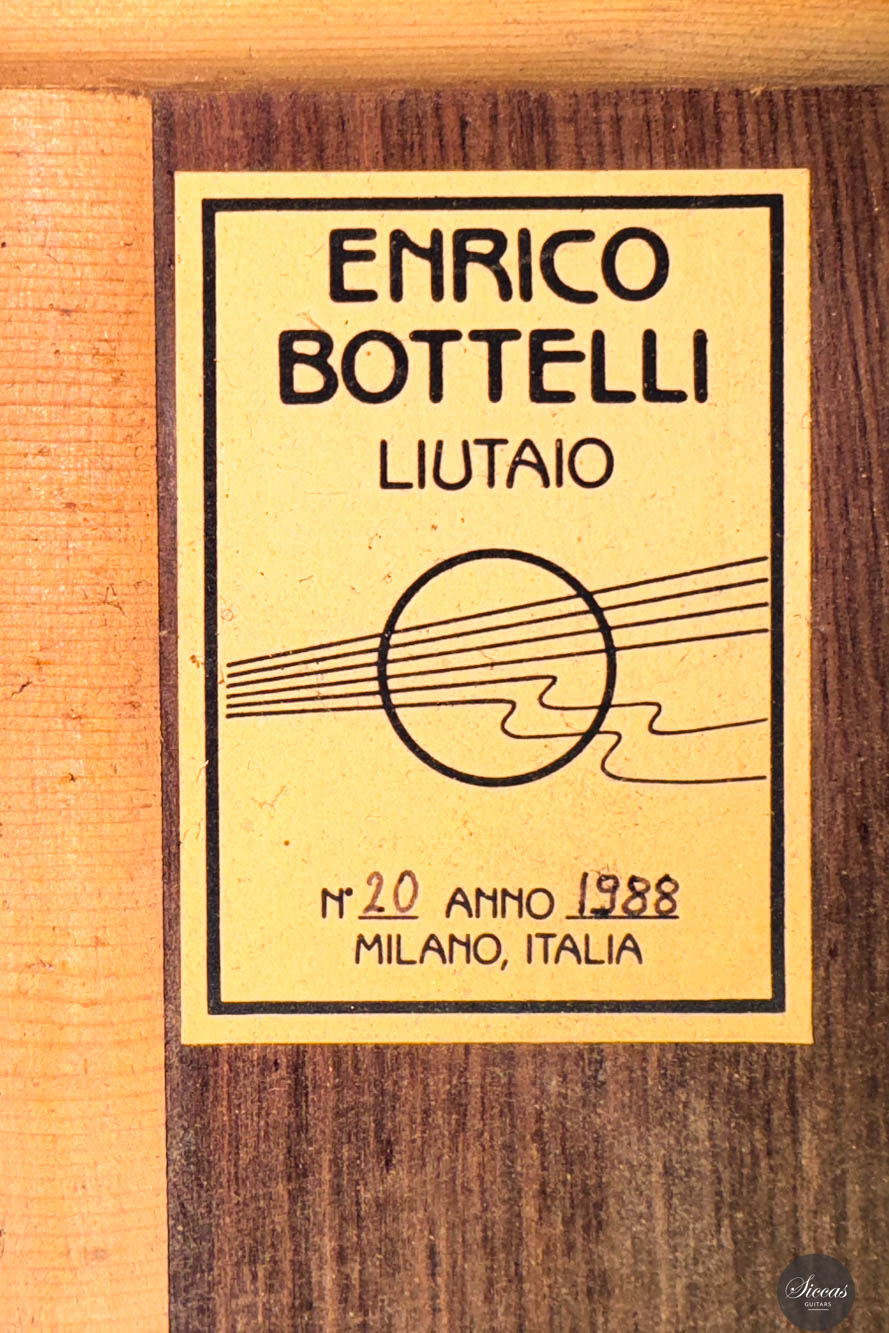 ENRICO
BOTTELLI
LIUTAIO
N° 20 ANNO 1988
MILANO, ITALIA
Siccas
GUITARS